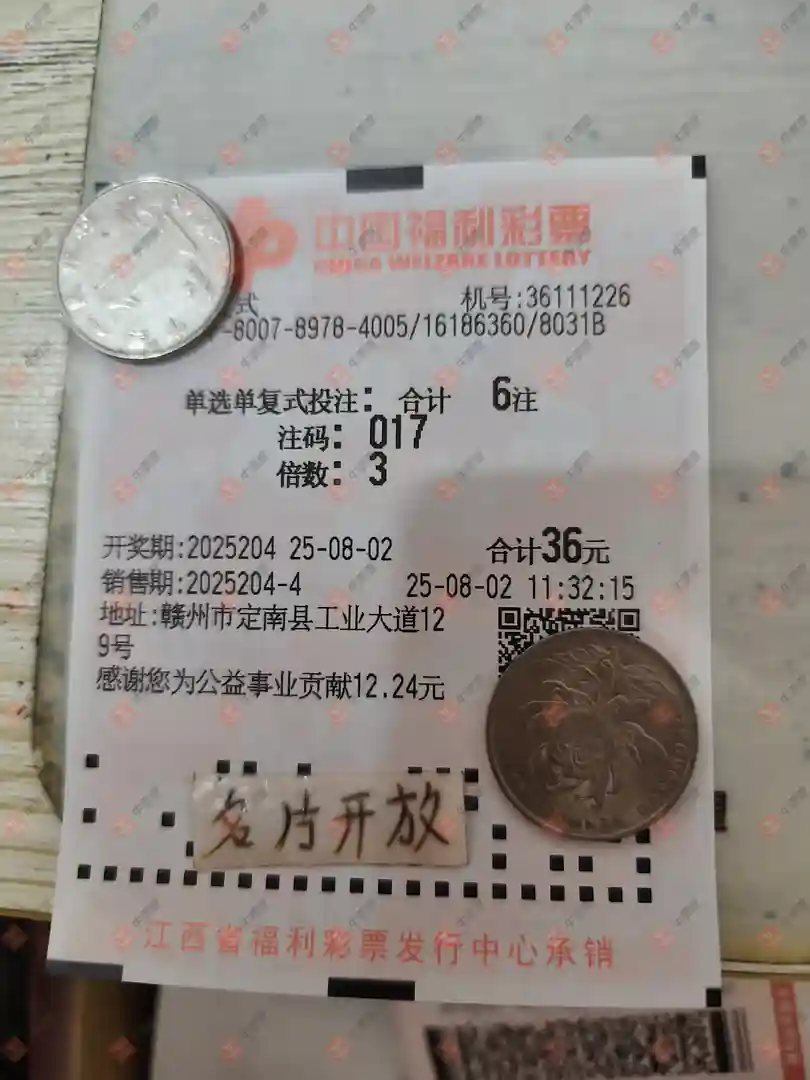 中国福利彩票
CHINA WELFARE LOTTERY
式
机号:36111226
-8007-8978-4005/16186360/8031B
单选单复式投注: 合计 6注
注码: 017
倍数: 3
开奖期:2025204 25-08-02
合计36元
销售期:2025204-4
25-08-02 11:32:15
地址:赣州市定南县工业大道12
9号
感谢您为公益事业贡献12.24元
名片开放
江西省福利彩票发行中心承销